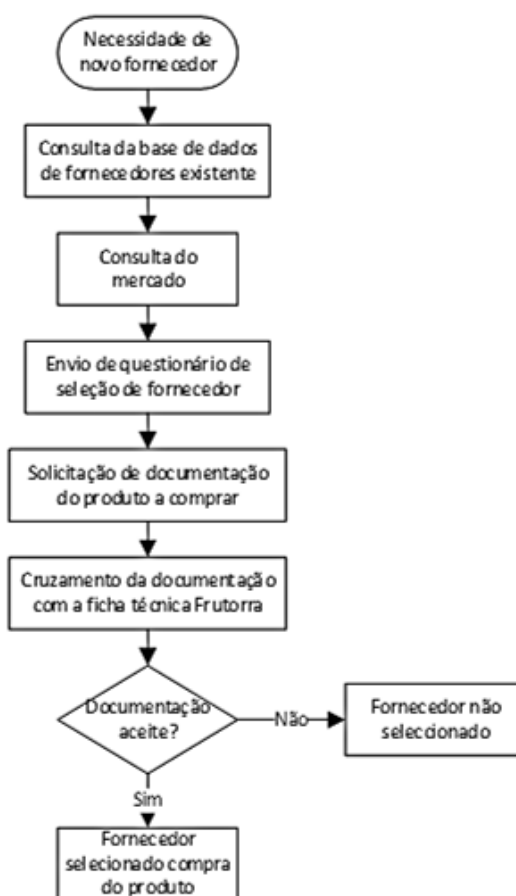 Necessidade de
novo fornecedor
Consulta da base de dados
de fornecedores existente
Consulta do
mercado
Envio de questionário de
seleção de fornecedor
Solicitação de documentação
do produto a comprar
Cruzamento da documentação
com a ficha técnica Frutorra
Documentação
aceite?
Não
Fornecedor não
seleccionado
Sim
Fornecedor
selecionado compra
do produto